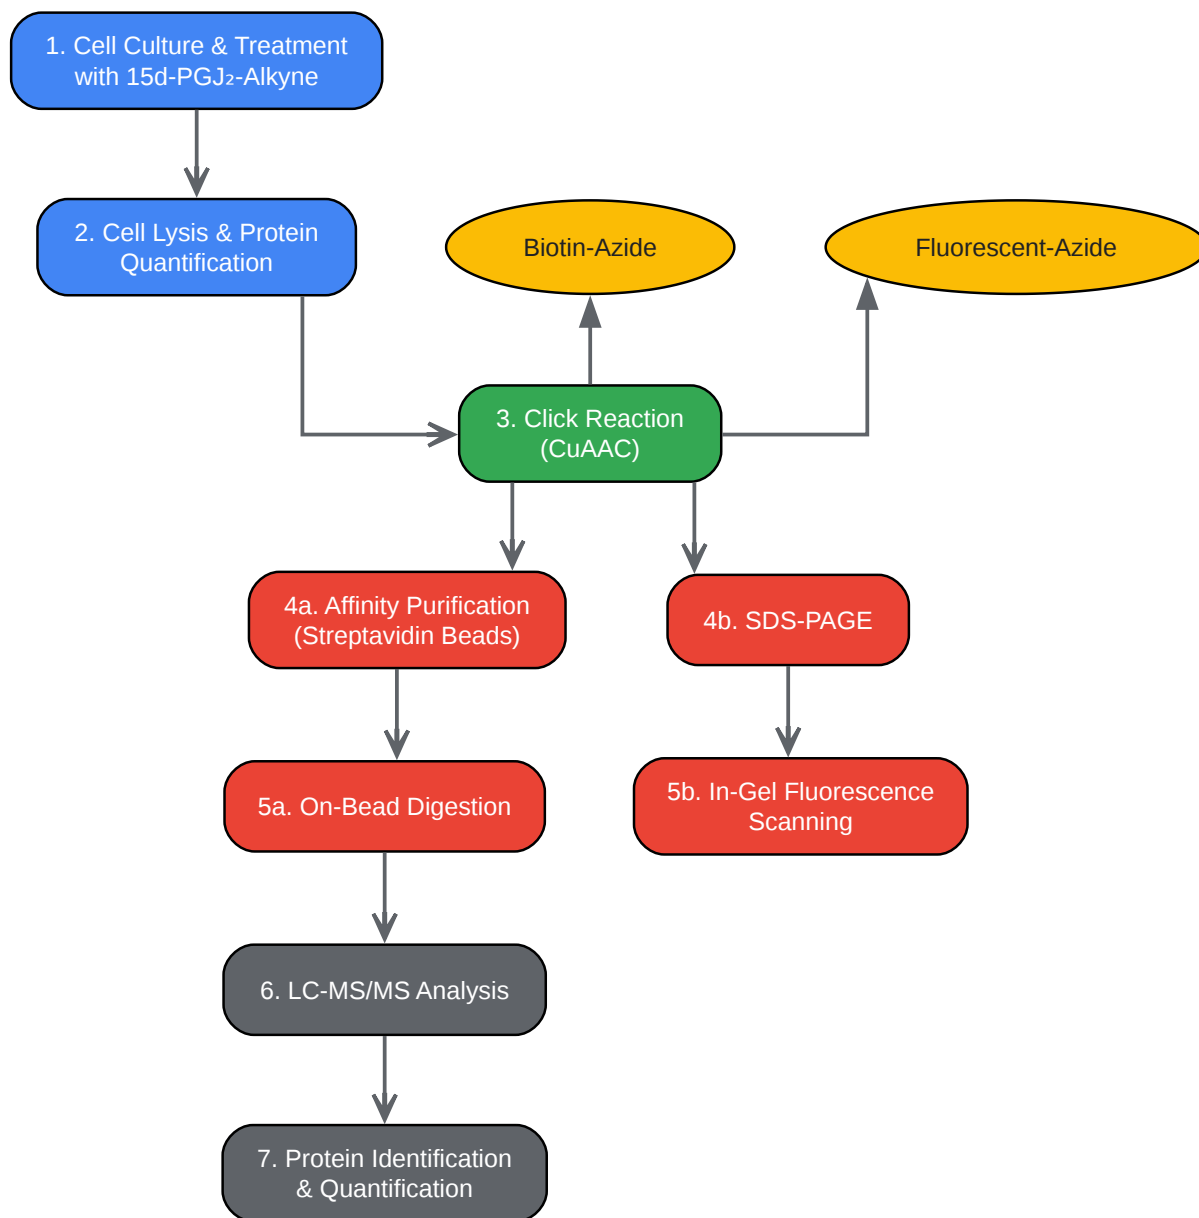 1. Cell Culture & Treatment
with 15d-PGJ₂-Alkyne
2. Cell Lysis & Protein
Quantification
Biotin-Azide
Fluorescent-Azide
3. Click Reaction
(CuAAC)
4a. Affinity Purification
(Streptavidin Beads)
4b. SDS-PAGE
5a. On-Bead Digestion
5b. In-Gel Fluorescence
Scanning
6. LC-MS/MS Analysis
7. Protein Identification
& Quantification